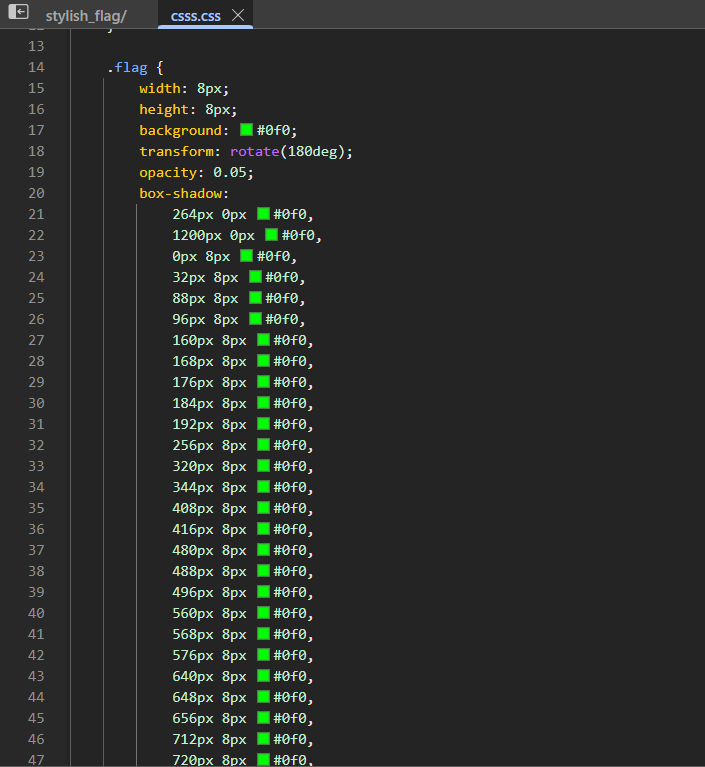 stylish_flag/ csss.css
13
14 .flag {
15 width: 8px;
16 height: 8px;
17 background: #0f0;
18 transform: rotate(180deg);
19 opacity: 0.05;
20 box-shadow:
21 264px 0px #0f0,
22 1200px 0px #0f0,
23 0px 8px #0f0,
24 32px 8px #0f0,
25 88px 8px #0f0,
26 96px 8px #0f0,
27 160px 8px #0f0,
28 168px 8px #0f0,
29 176px 8px #0f0,
30 184px 8px #0f0,
31 192px 8px #0f0,
32 256px 8px #0f0,
33 320px 8px #0f0,
34 344px 8px #0f0,
35 408px 8px #0f0,
36 416px 8px #0f0,
37 480px 8px #0f0,
38 488px 8px #0f0,
39 496px 8px #0f0,
40 560px 8px #0f0,
41 568px 8px #0f0,
42 576px 8px #0f0,
43 640px 8px #0f0,
44 648px 8px #0f0,
45 656px 8px #0f0,
46 712px 8px #0f0,
47 720px 8px #0f0,